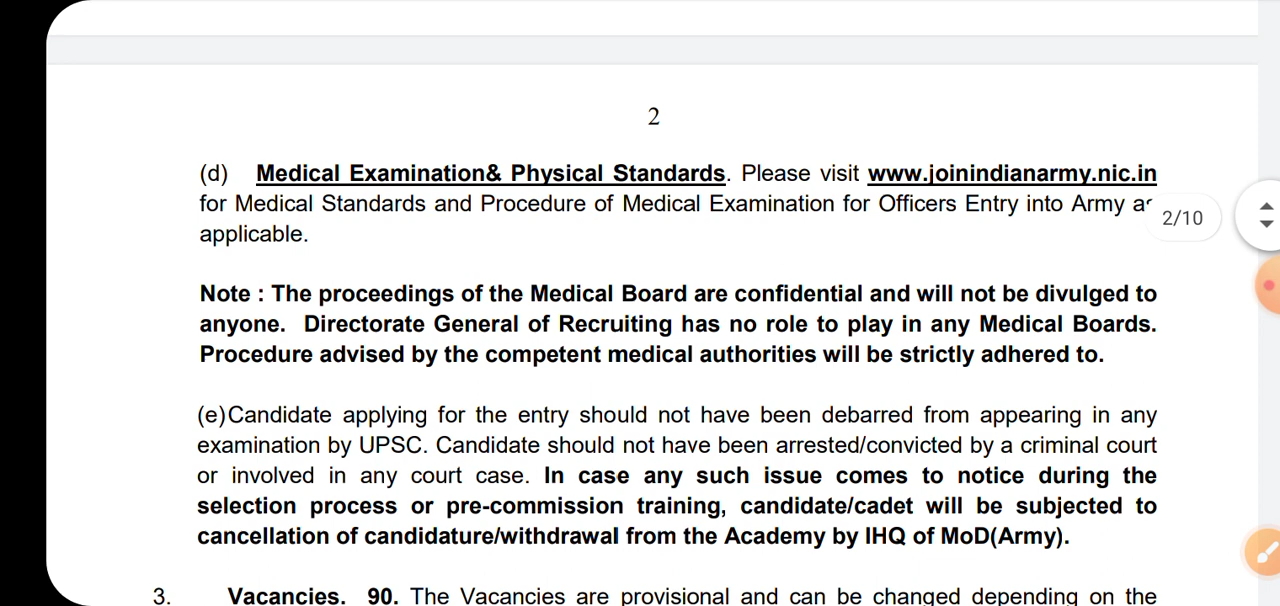 2
(d) Medical Examination& Physical Standards. Please visit www.joinindianarmy.nic.in
for Medical Standards and Procedure of Medical Examination for Officers Entry into Army as
2/10
applicable.
Note : The proceedings of the Medical Board are confidential and will not be divulged to
anyone. Directorate General of Recruiting has no role to play in any Medical Boards.
Procedure advised by the competent medical authorities will be strictly adhered to.
(e)Candidate applying for the entry should not have been debarred from appearing in any
examination by UPSC. Candidate should not have been arrested/convicted by a criminal court
or involved in any court case. In case any such issue comes to notice during the
selection process or pre-commission training, candidate/cadet will be subjected to
cancellation of candidature/withdrawal from the Academy by IHQ of MoD(Army).
3. Vacancies. 90. The Vacancies are provisional and can be changed depending on the